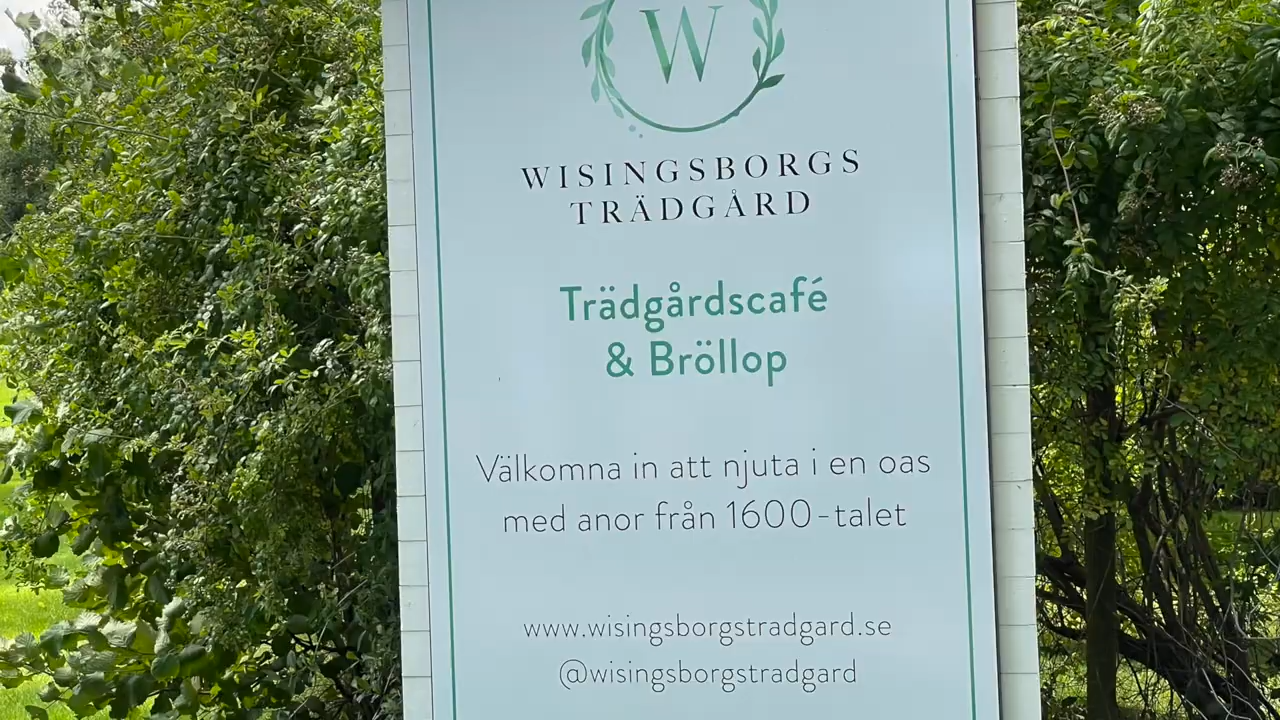 W
WISINGSBORGS
TRÄDGÅRD
Trädgårdscafé
& Bröllop
Välkomna in att njuta i en oas
med anor från 1600-talet
www.wisingsborgstradgard.se
@wisingsborgstradgard